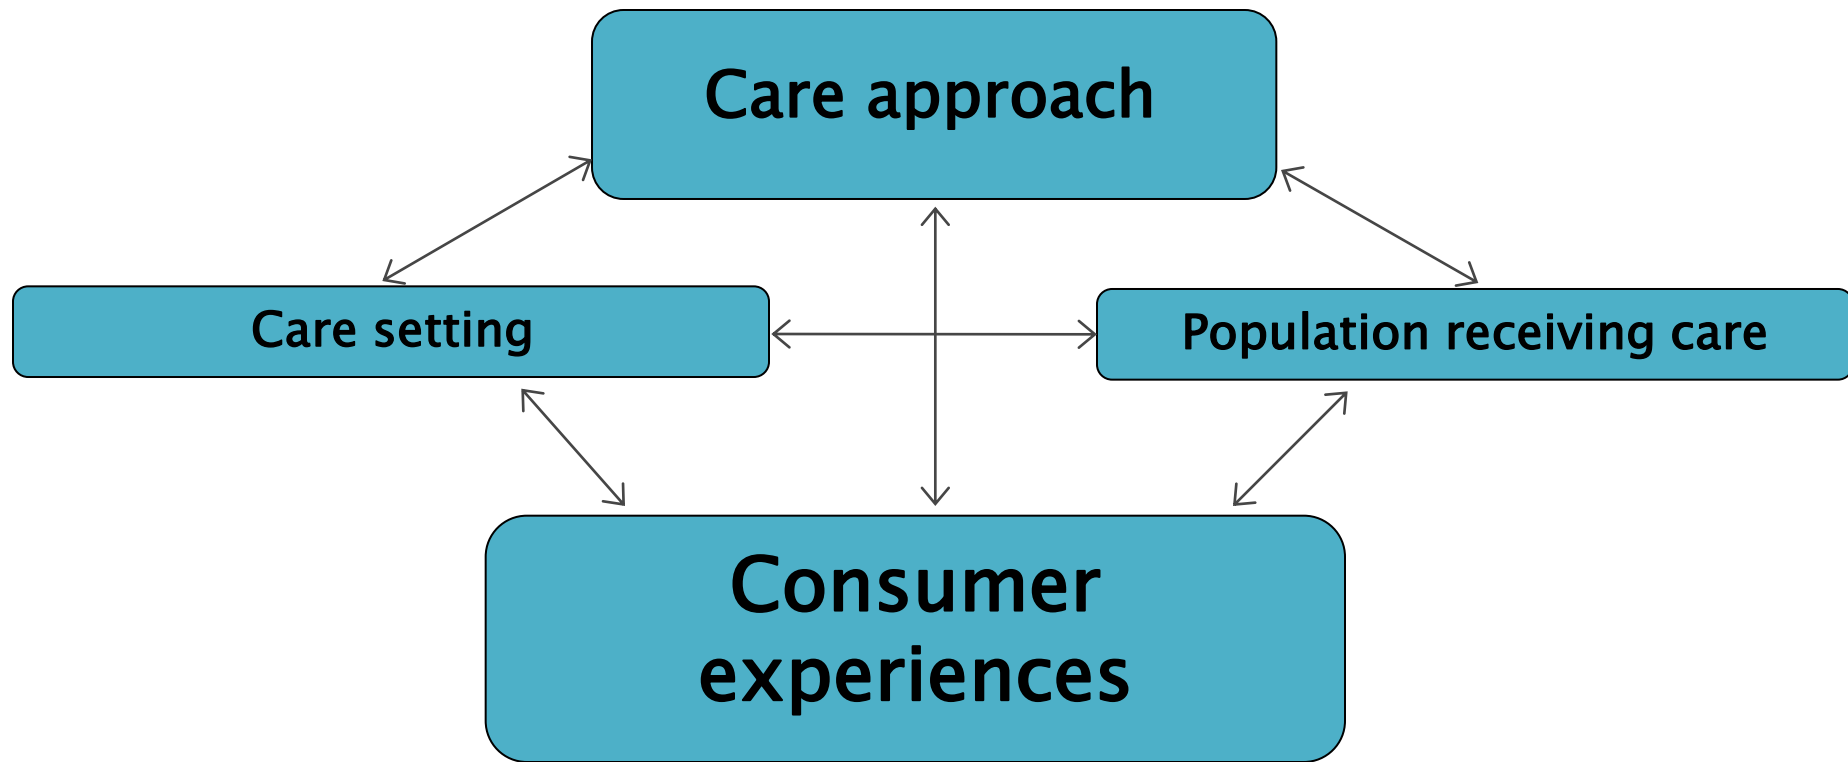 Care approach
Care setting
Population receiving care
Consumer
experiences